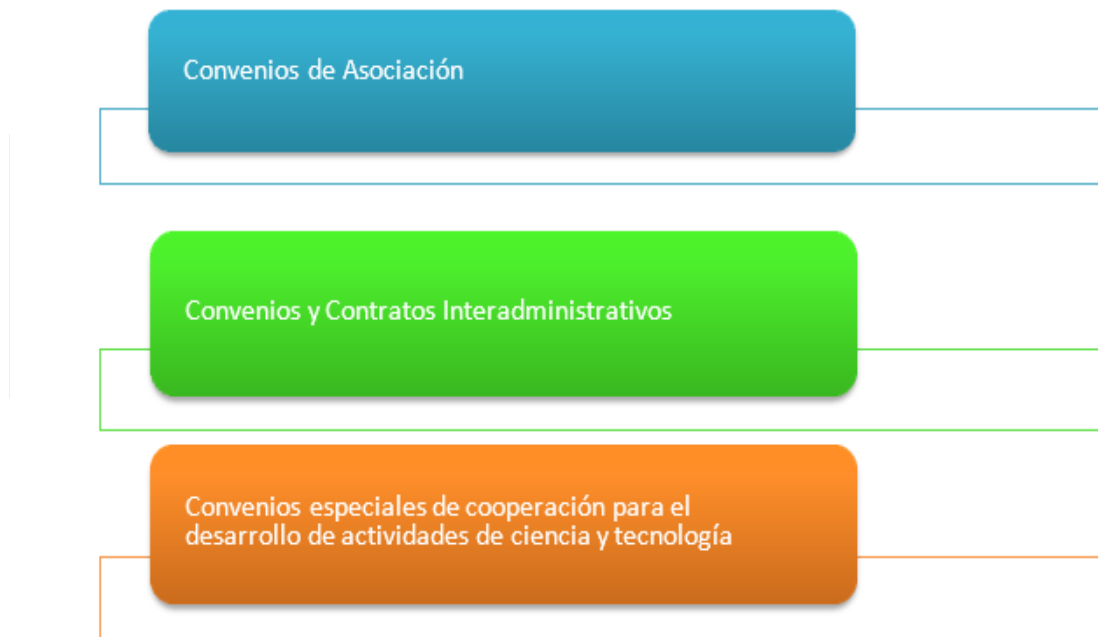 Convenios de Asociación
Convenios y Contratos Interadministrativos
Convenios especiales de cooperación para el
desarrollo de actividades de ciencia y tecnología